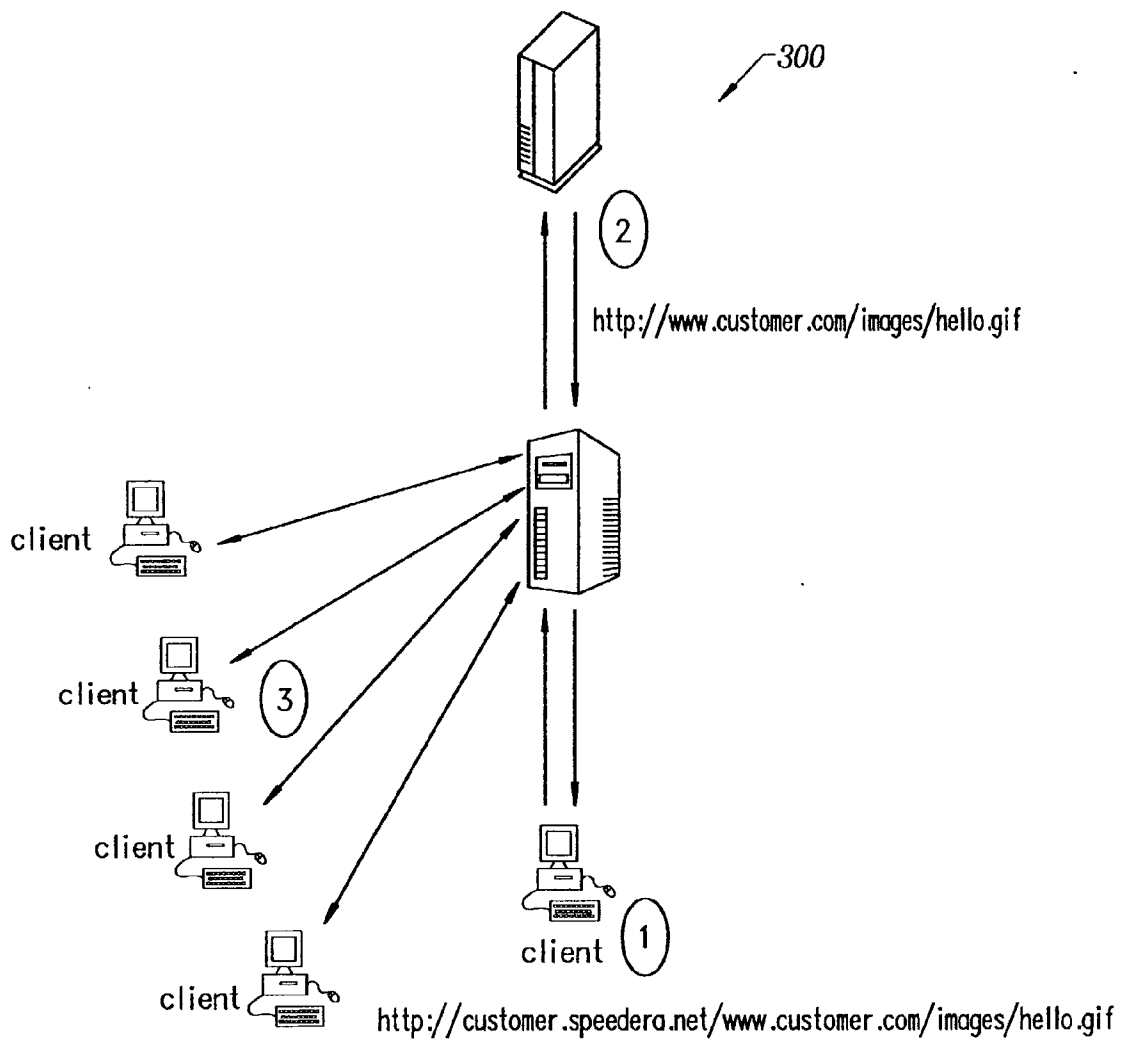 300
2
http://www.customer.com/images/hello.gif
client
client
3
client
client
1
client
http://customer.speedera.net/www.customer.com/images/hello.gif